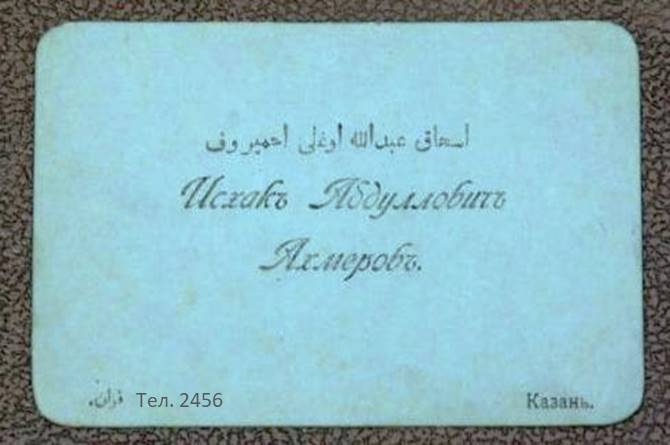 اسحاق عبدالله اوغلی احمیروف
Исхакъ Абдулловичъ
Ахмеровъ.
قزان. Тел. 2456 Казань.